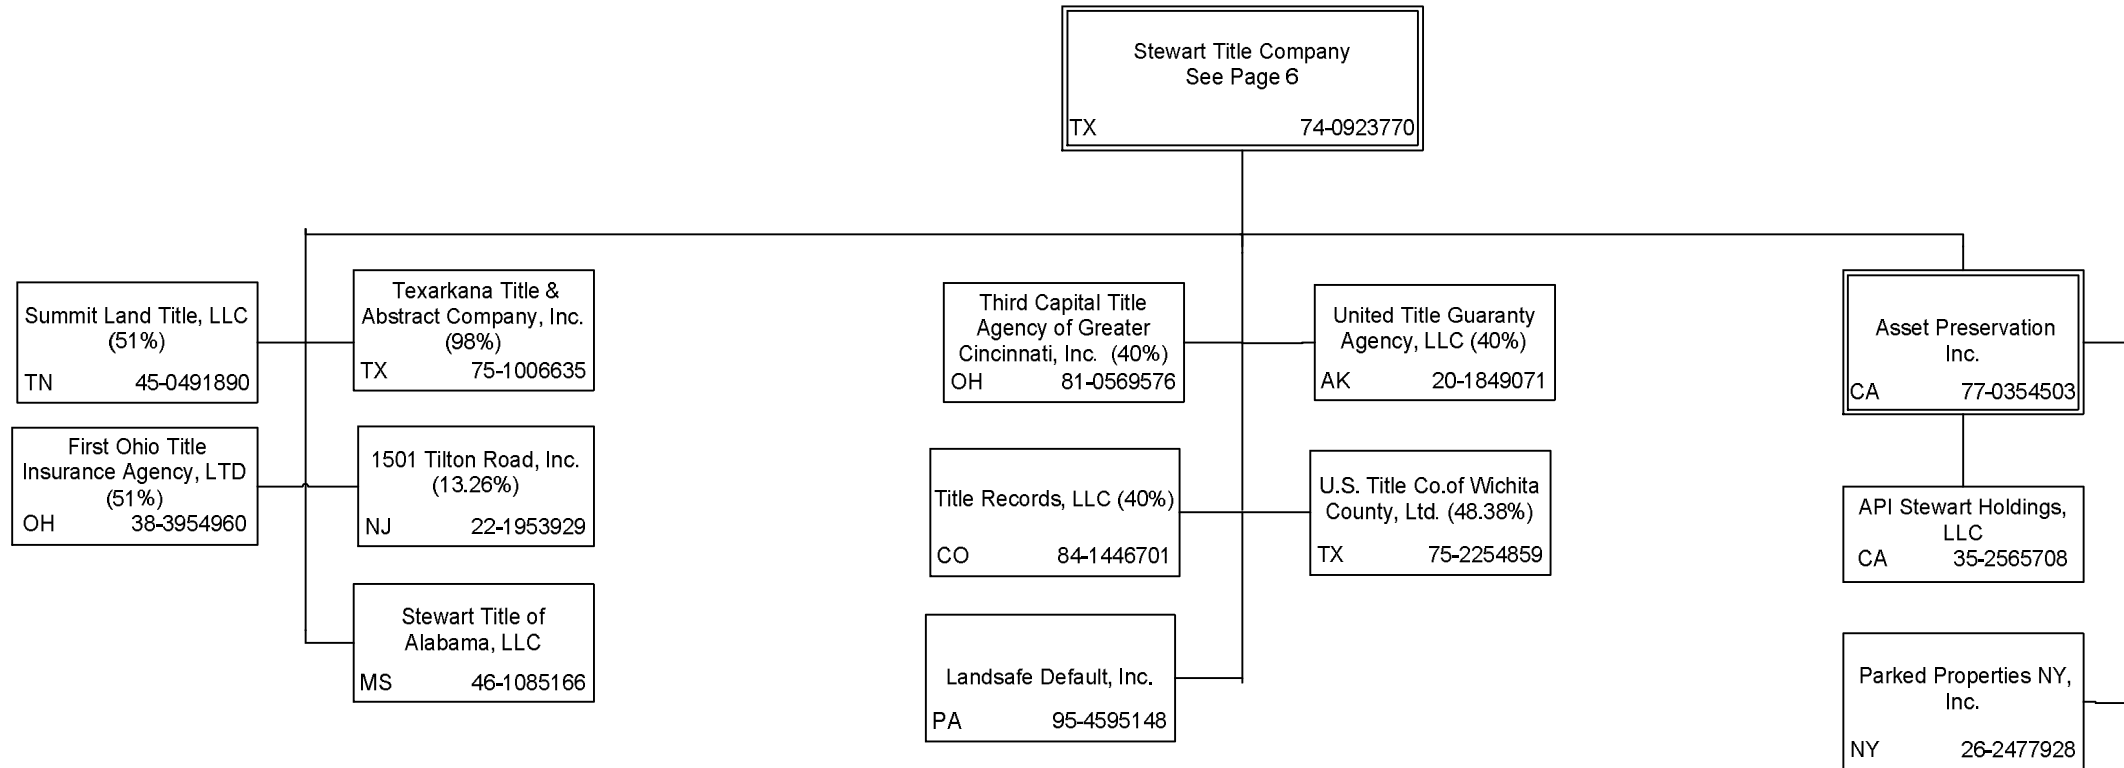 Stewart Title Company
See Page 6
TX 74-0923770
Summit Land Title, LLC
(51%)
TN 45-0491890
Texarkana Title &
Abstract Company, Inc.
(98%)
TX 75-1006635
First Ohio Title
Insurance Agency, LTD
(51%)
OH 38-3954960
1501 Tilton Road, Inc.
(13.26%)
NJ 22-1953929
Stewart Title of
Alabama, LLC
MS 46-1085166
Third Capital Title
Agency of Greater
Cincinnati, Inc. (40%)
OH 81-0569576
United Title Guaranty
Agency, LLC (40%)
AK 20-1849071
Title Records, LLC (40%)
CO 84-1446701
U.S. Title Co.of Wichita
County, Ltd. (48.38%)
TX 75-2254859
Landsafe Default, Inc.
PA 95-4595148
Asset Preservation
Inc.
CA 77-0354503
API Stewart Holdings,
LLC
CA 35-2565708
Parked Properties NY,
Inc.
NY 26-2477928